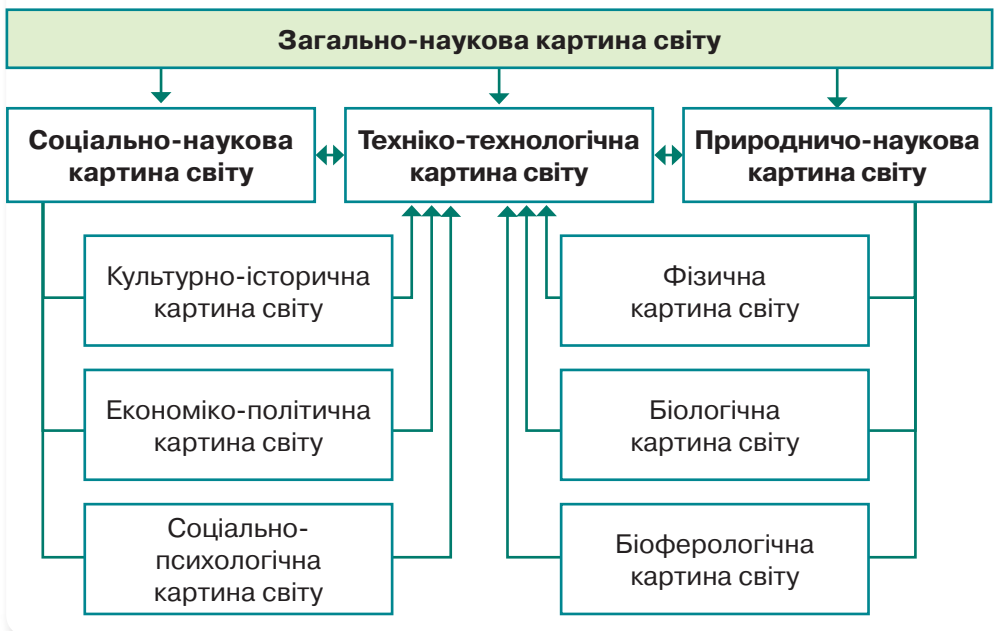 Загально-наукова картина світу
Соціально-наукова
картина світу
Техніко-технологічна
картина світу
Природничо-наукова
картина світу
Культурно-історична
картина світу
Економіко-політична
картина світу
Соціально-
психологічна
картина світу
Фізична
картина світу
Біологічна
картина світу
Біоферологічна
картина світу